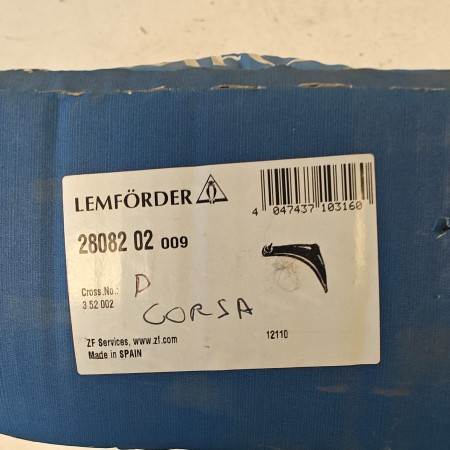 LEMFÖRDER
4 047437 103160
28082 02 009
Cross.No.: D
3 52 002
CORSA
ZF Services, www.zf.com
12110
Made in SPAIN